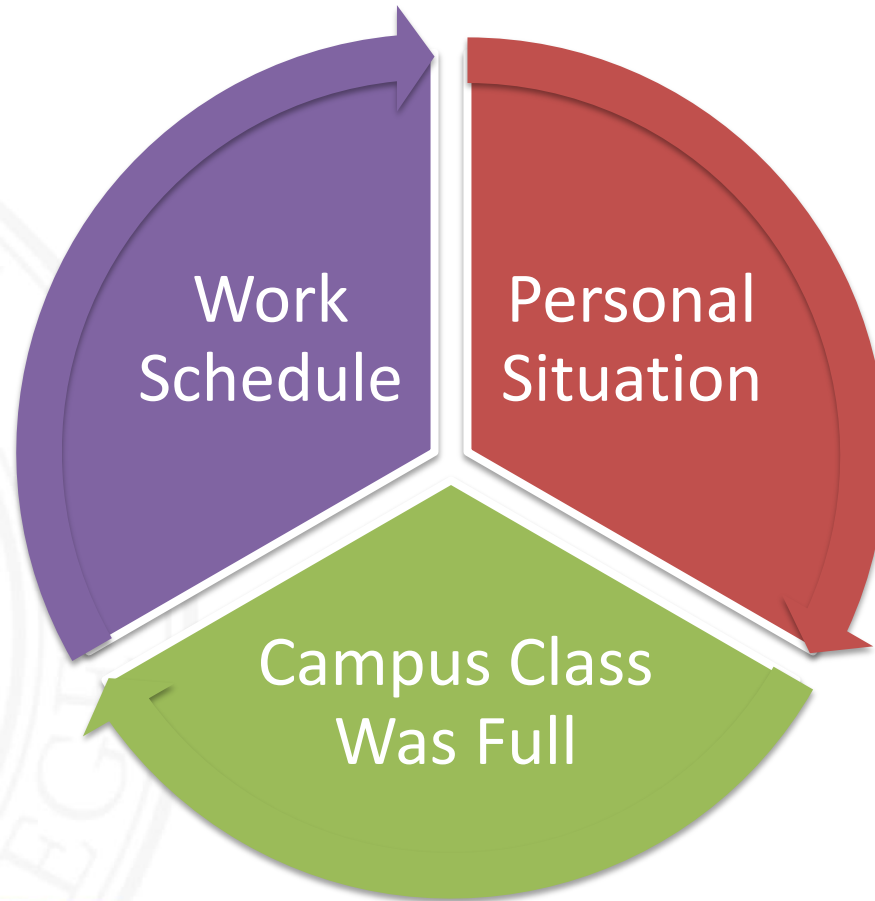 Work
Schedule
Personal
Situation
Campus Class
Was Full